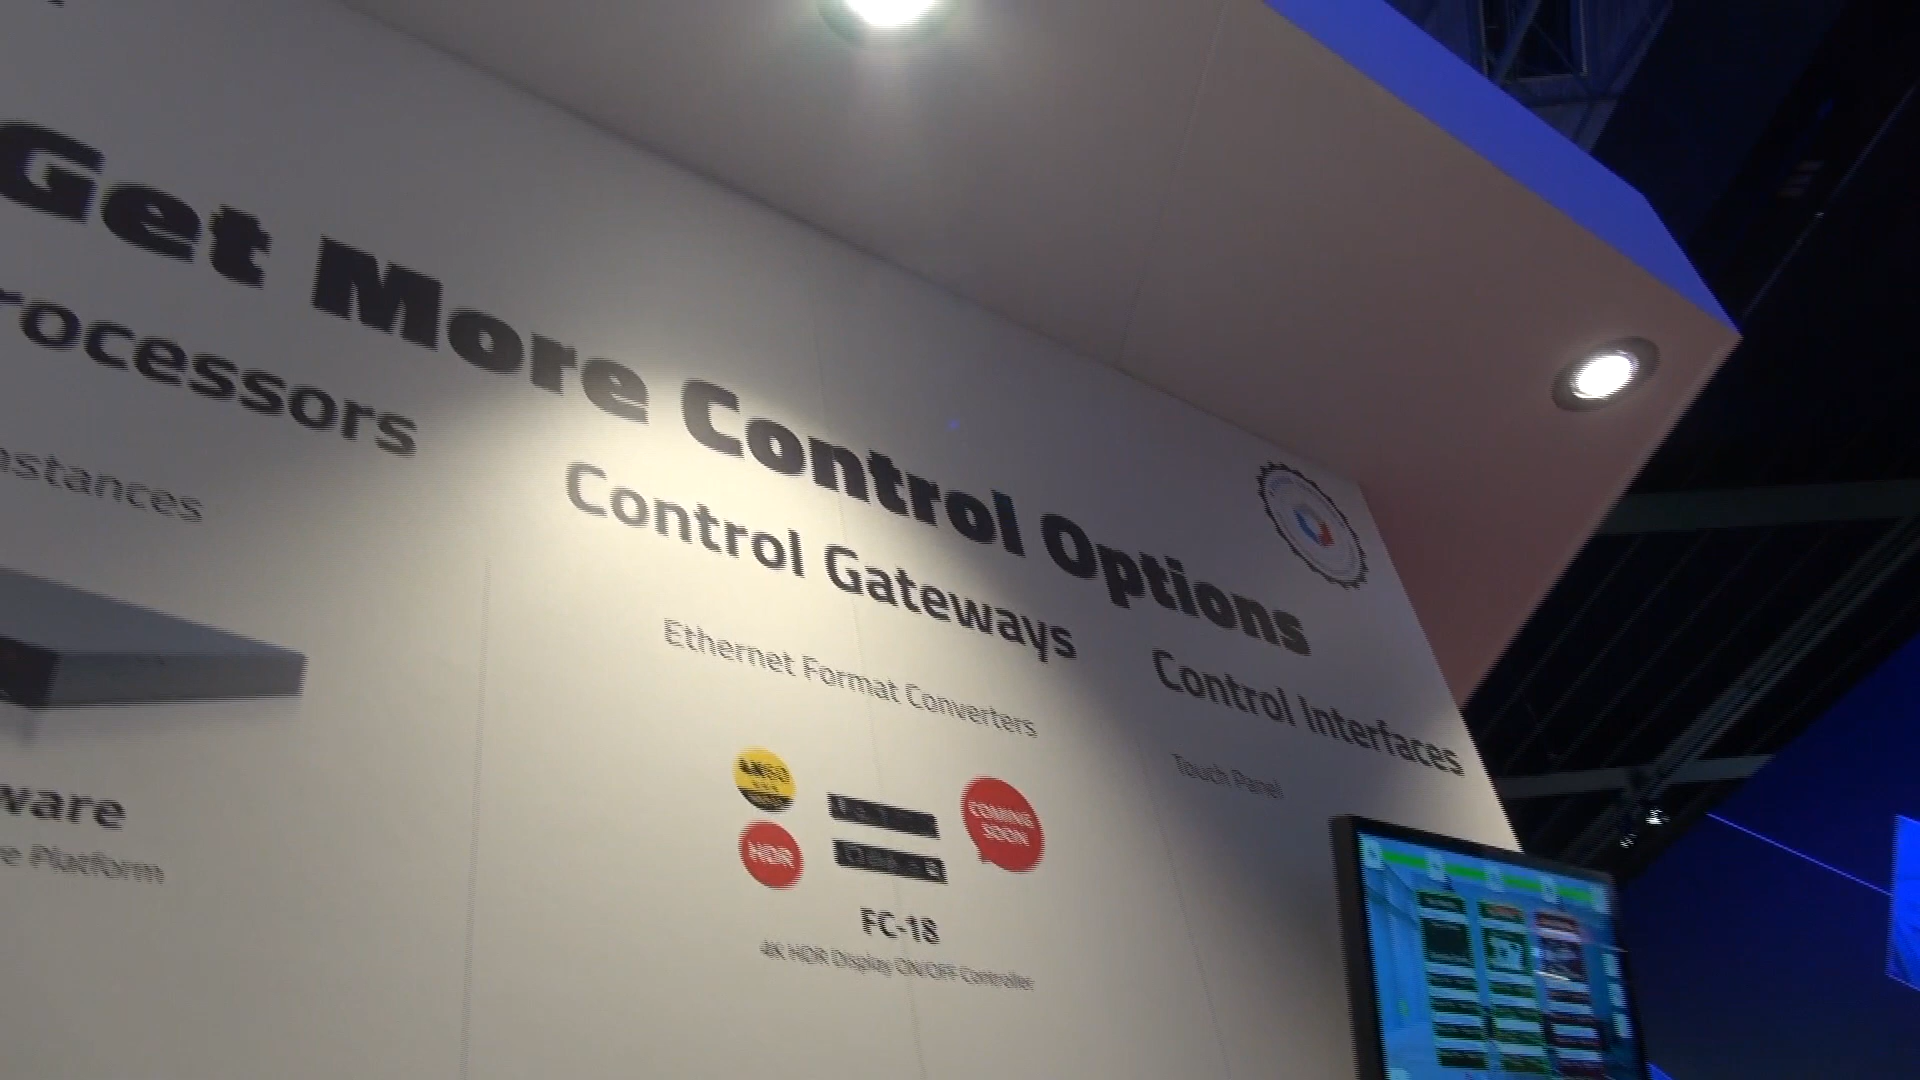 Get More Control Options
rocessors
Control Gateways
Control Interfaces
nstances
Ethernet Format Converters
Touch Panel
4K60
HDR
COMING
SOON
ware
e Platform
FC-18
4K HDR Display ON/OFF Controller